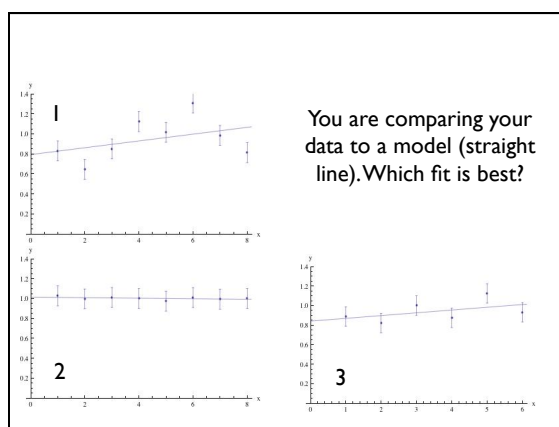 y
1.4
1
1.2
1.0
0.8
0.6
0.4
0.2
x
0 2 4 6 8
You are comparing your
data to a model (straight
line). Which fit is best?
y
1.4
1.2
1.0
0.8
0.6
0.4
0.2
2
x
0 2 4 6 8
y
1.4
1.2
1.0
0.8
0.6
0.4
0.2
3
x
0 1 2 3 4 5 6